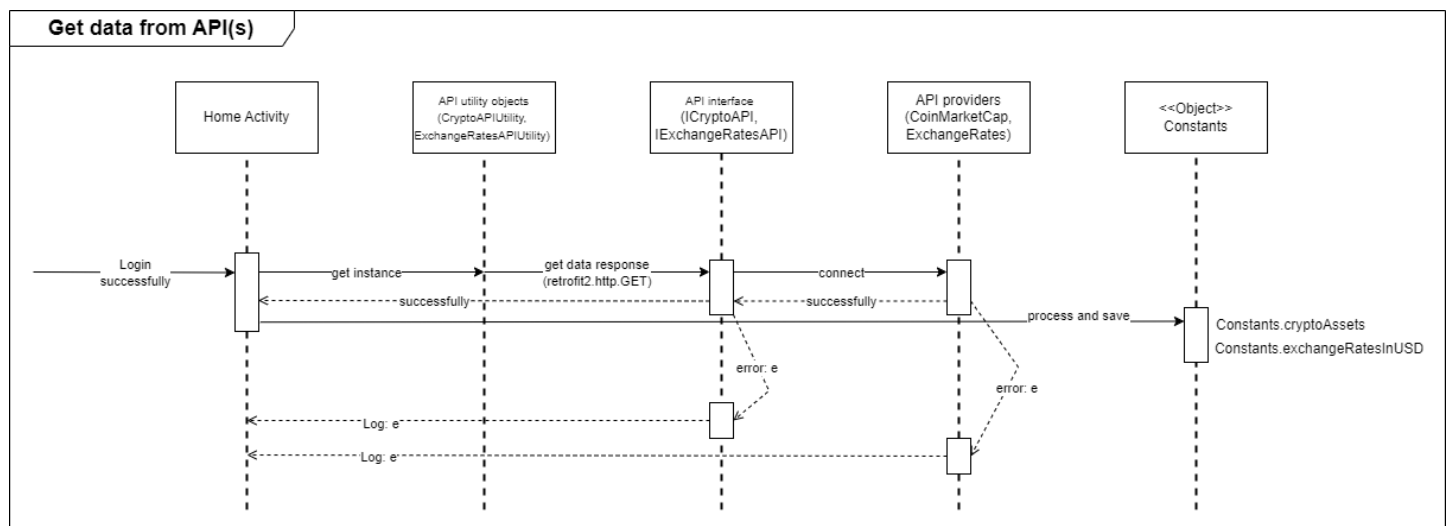 Get data from API(s)
Home Activity
API utility objects
(CryptoAPIUtility,
ExchangeRatesAPIUtility)
API interface
(ICryptoAPI,
IExchangeRatesAPI)
API providers
(CoinMarketCap,
ExchangeRates)
<<Object>>
Constants
Login
successfully
get instance
get data response
(retrofit2.http.GET)
connect
successfully
successfully
process and save
Constants.cryptoAssets
Constants.exchangeRatesInUSD
error: e
error: e
Log: e
Log: e